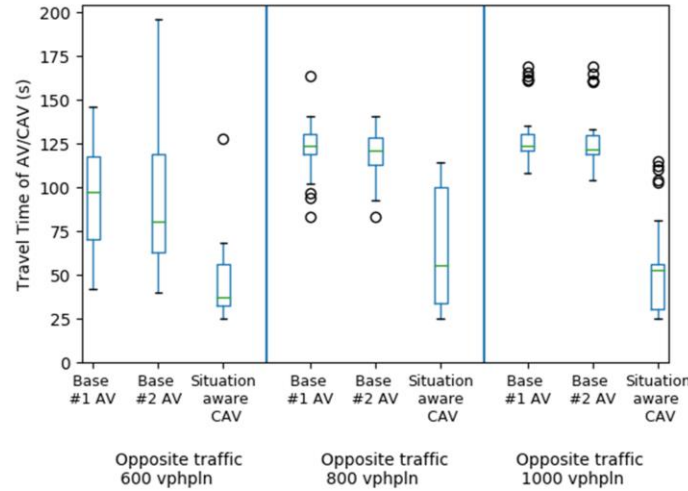 Travel Time of AV/CAV (s)
200
175
150
125
100
75
50
25
0
Base Base Situation Base Base Situation Base Base Situation
#1 AV #2 AV aware #1 AV #2 AV aware #1 AV #2 AV aware
CAV CAV CAV
Opposite traffic Opposite traffic Opposite traffic
600 vphpln 800 vphpln 1000 vphpln